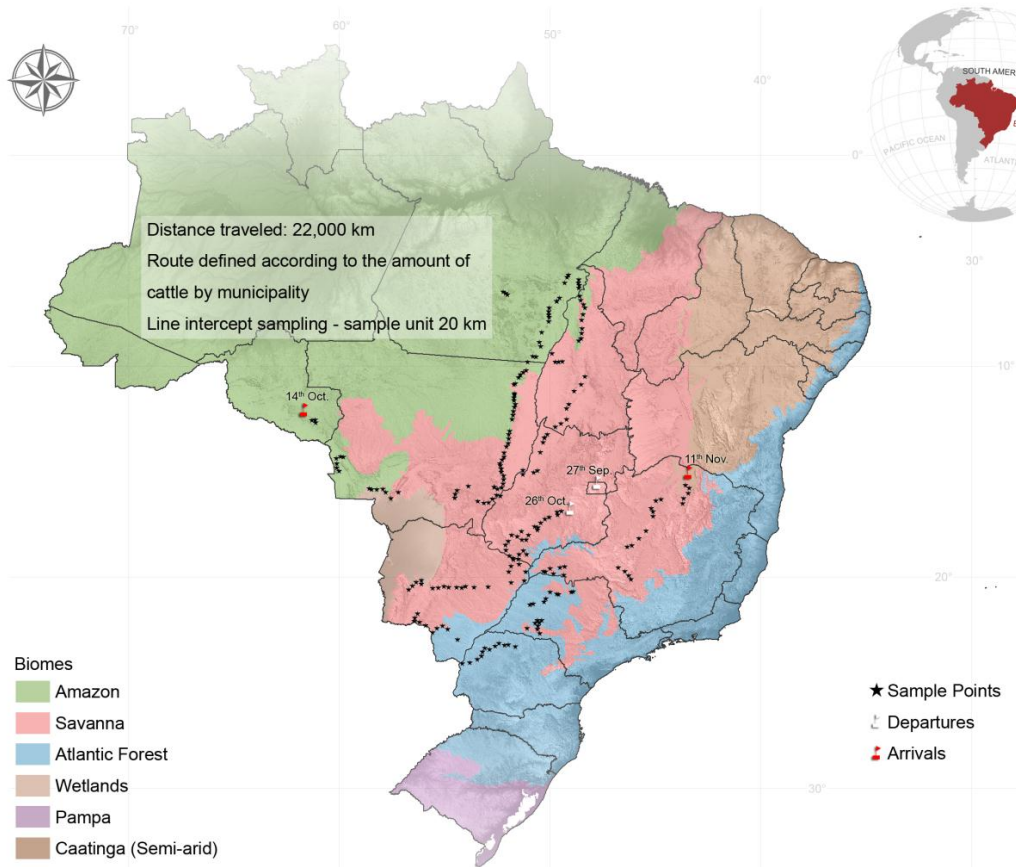 70°
60°
50°
40°
SOUTH AMERI
PACIFIC OCEAN
ATLANTI
0°
Distance traveled: 22,000 km
Route defined according to the amount of
cattle by municipality
Line intercept sampling - sample unit 20 km
30°
10°
14th Oct.
11th Nov.
27th Sep.
26th Oct.
20°
30°
Biomes
Amazon
Savanna
Atlantic Forest
Wetlands
Pampa
Caatinga (Semi-arid)
Sample Points
Departures
Arrivals